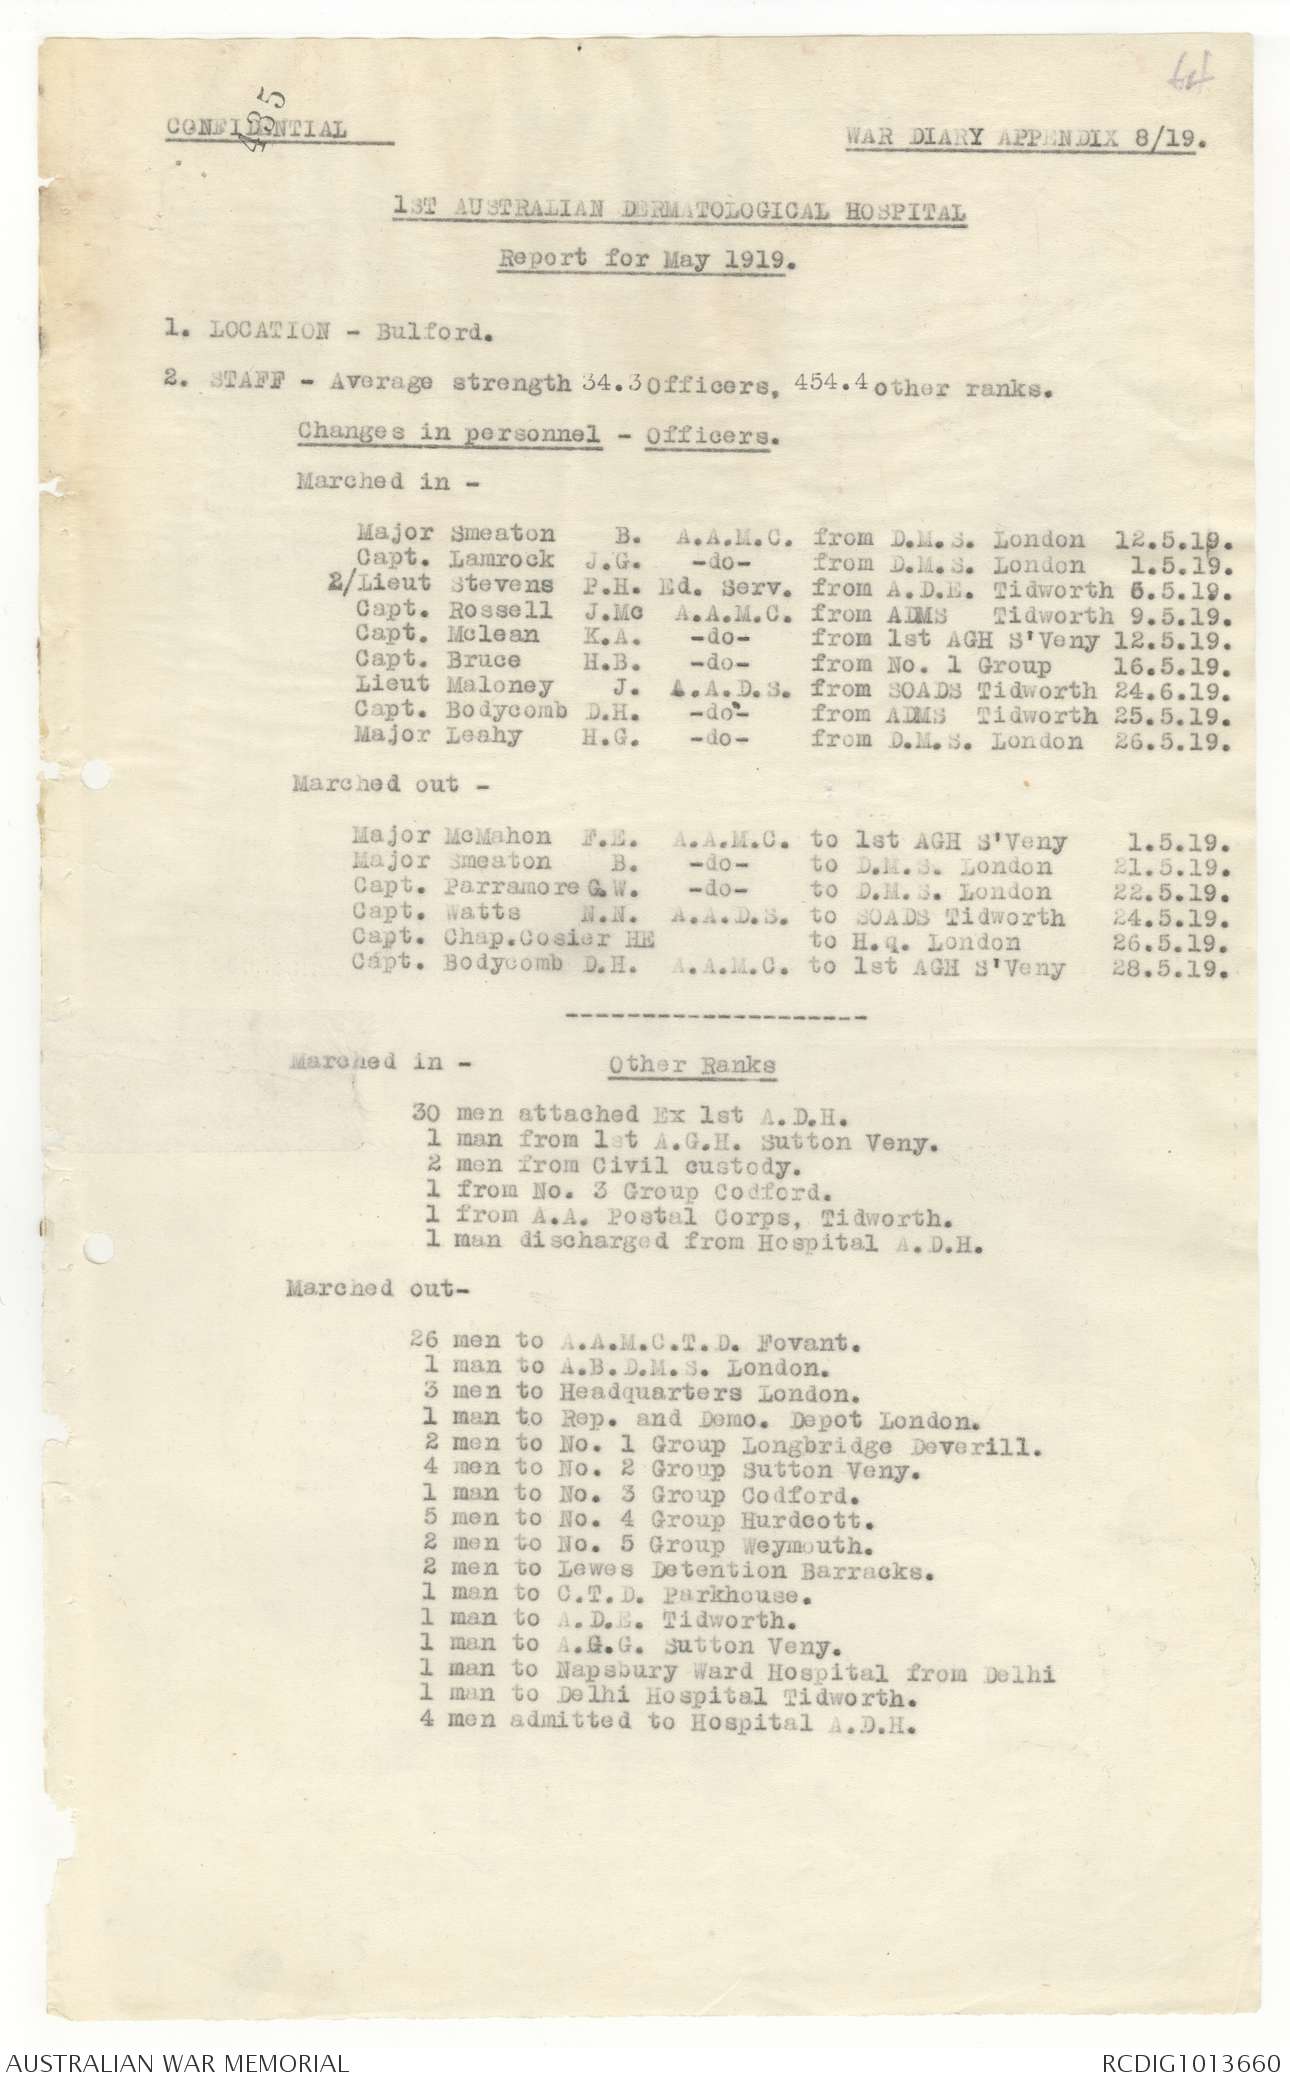 435
CONFIDENTIAL
WAR DIARY APPENDIX 8/19.
1ST AUSTRALIAN DERMATOLOGICAL HOSPITAL
Report for May 1919.
1. LOCATION - Bulford.
2. STAFF - Average strength 34.3 Officers, 454.4 other ranks.
Changes in personnel - Officers.
Marched in -
Major Smeaton B. A.A.M.C. from D.M.S. London 12.5.19.
Capt. Lamrock J.G. -do- from D.M.S. London 1.5.19.
2/Lieut Stevens P.H. Ed. Serv. from A.D.E. Tidworth 6.5.19.
Capt. Rossell J.Mc A.A.M.C. from ADMS Tidworth 9.5.19.
Capt. Mclean K.A. -do- from 1st AGH S'Veny 12.5.19.
Capt. Bruce H.B. -do- from No. 1 Group 16.5.19.
Lieut Maloney J. A.A.D.S. from SOADS Tidworth 24.6.19.
Capt. Bodycomb D.H. -do- from ADMS Tidworth 25.5.19.
Major Leahy H.G. -do- from D.M.S. London 26.5.19.
Marched out -
Major McMahon F.E. A.A.M.C. to 1st AGH S'Veny 1.5.19.
Major Smeaton B. -do- to D.M.S. London 21.5.19.
Capt. Parramore G.W. -do- to D.M.S. London 22.5.19.
Capt. Watts N.N. A.A.D.S. to SOADS Tidworth 24.5.19.
Capt. Chap.Cosier HE to H.q. London 26.5.19.
Capt. Bodycomb D.H. A.A.M.C. to 1st AGH S'Veny 28.5.19.
--------------------
Marched in - Other Ranks
30 men attached Ex 1st A.D.H.
1 man from 1st A.G.H. Sutton Veny.
2 men from Civil custody.
1 from No. 3 Group Codford.
1 from A.A. Postal Corps, Tidworth.
1 man discharged from Hospital A.D.H.
Marched out-
26 men to A.A.M.C.T.D. Fovant.
1 man to A.B.D.M.S. London.
3 men to Headquarters London.
1 man to Rep. and Demo. Depot London.
2 men to No. 1 Group Longbridge Deverill.
4 men to No. 2 Group Sutton Veny.
1 man to No. 3 Group Codford.
5 men to No. 4 Group Hurdcott.
2 men to No. 5 Group Weymouth.
2 men to Lewes Detention Barracks.
1 man to C.T.D. Parkhouse.
1 man to A.D.E. Tidworth.
1 man to A.G.G. Sutton Veny.
1 man to Napsbury Ward Hospital from Delhi
1 man to Delhi Hospital Tidworth.
4 men admitted to Hospital A.D.H.
AUSTRALIAN WAR MEMORIAL
RCDIG1013660